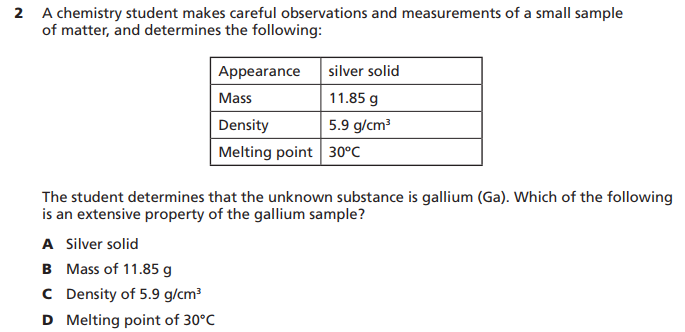 2 A chemistry student makes careful observations and measurements of a small sample
of matter, and determines the following:
Appearance silver solid
Mass 11.85 g
Density 5.9 g/cm³
Melting point 30ºC
The student determines that the unknown substance is gallium (Ga). Which of the following
is an extensive property of the gallium sample?
A Silver solid
B Mass of 11.85 g
C Density of 5.9 g/cm³
D Melting point of 30ºC